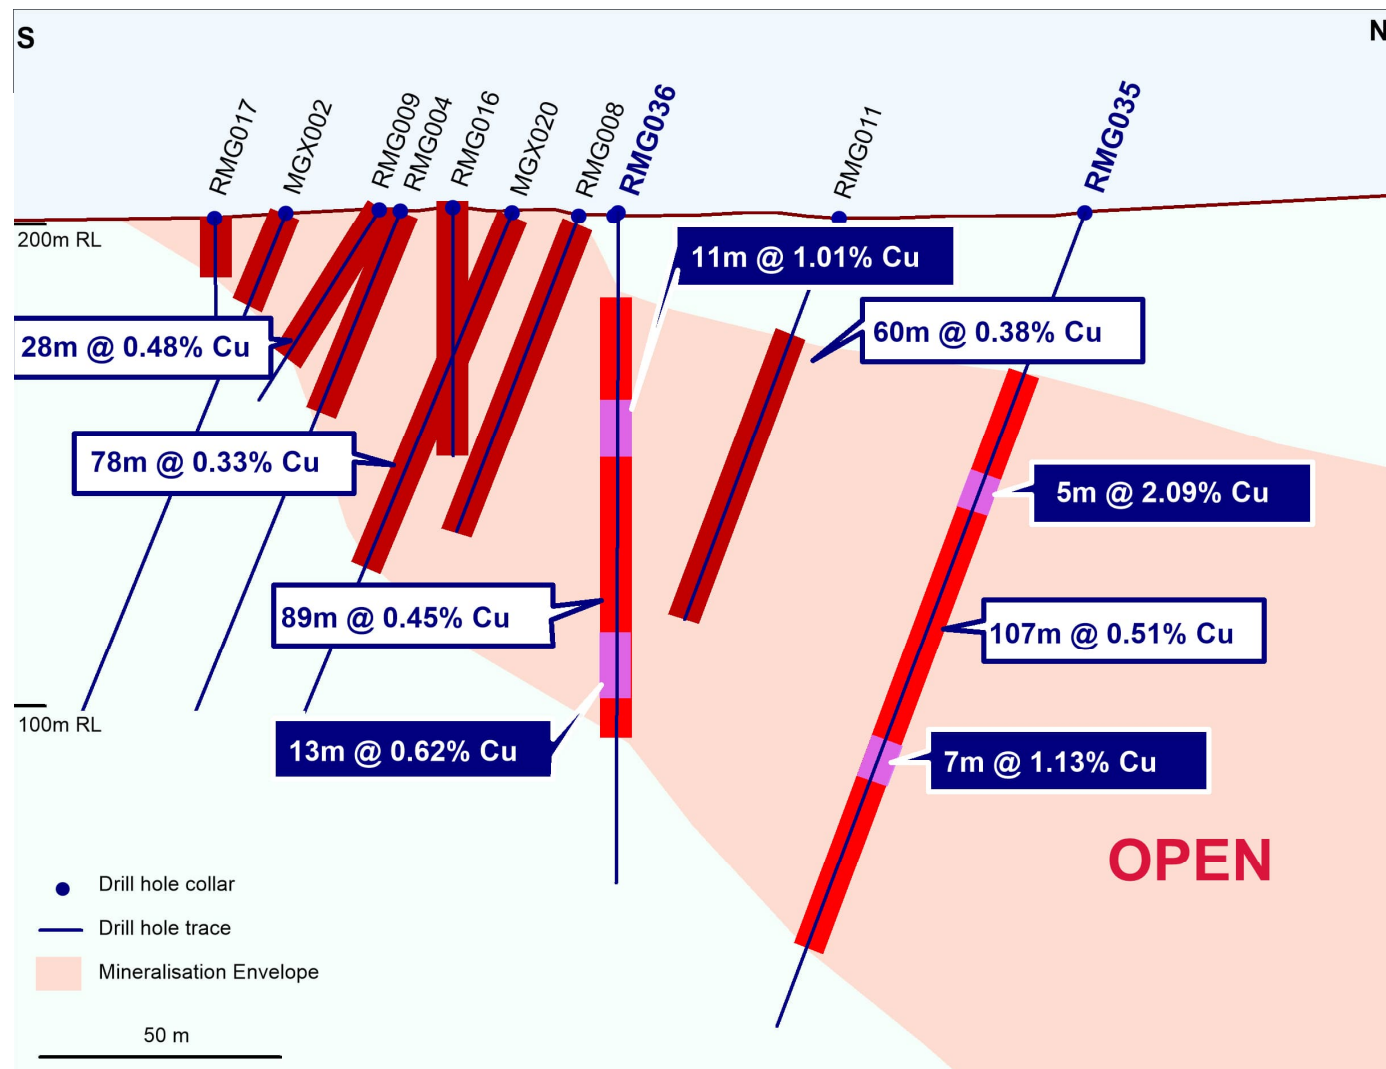 S
N
RMG017
MGX002
RMG009
RMG004
RMG016
MGX020
RMG008
RMG036
RMG011
RMG035
200m RL
11m @ 1.01% Cu
28m @ 0.48% Cu
60m @ 0.38% Cu
78m @ 0.33% Cu
5m @ 2.09% Cu
89m @ 0.45% Cu
107m @ 0.51% Cu
100m RL
13m @ 0.62% Cu
7m @ 1.13% Cu
OPEN
Drill hole collar
Drill hole trace
Mineralisation Envelope
50 m